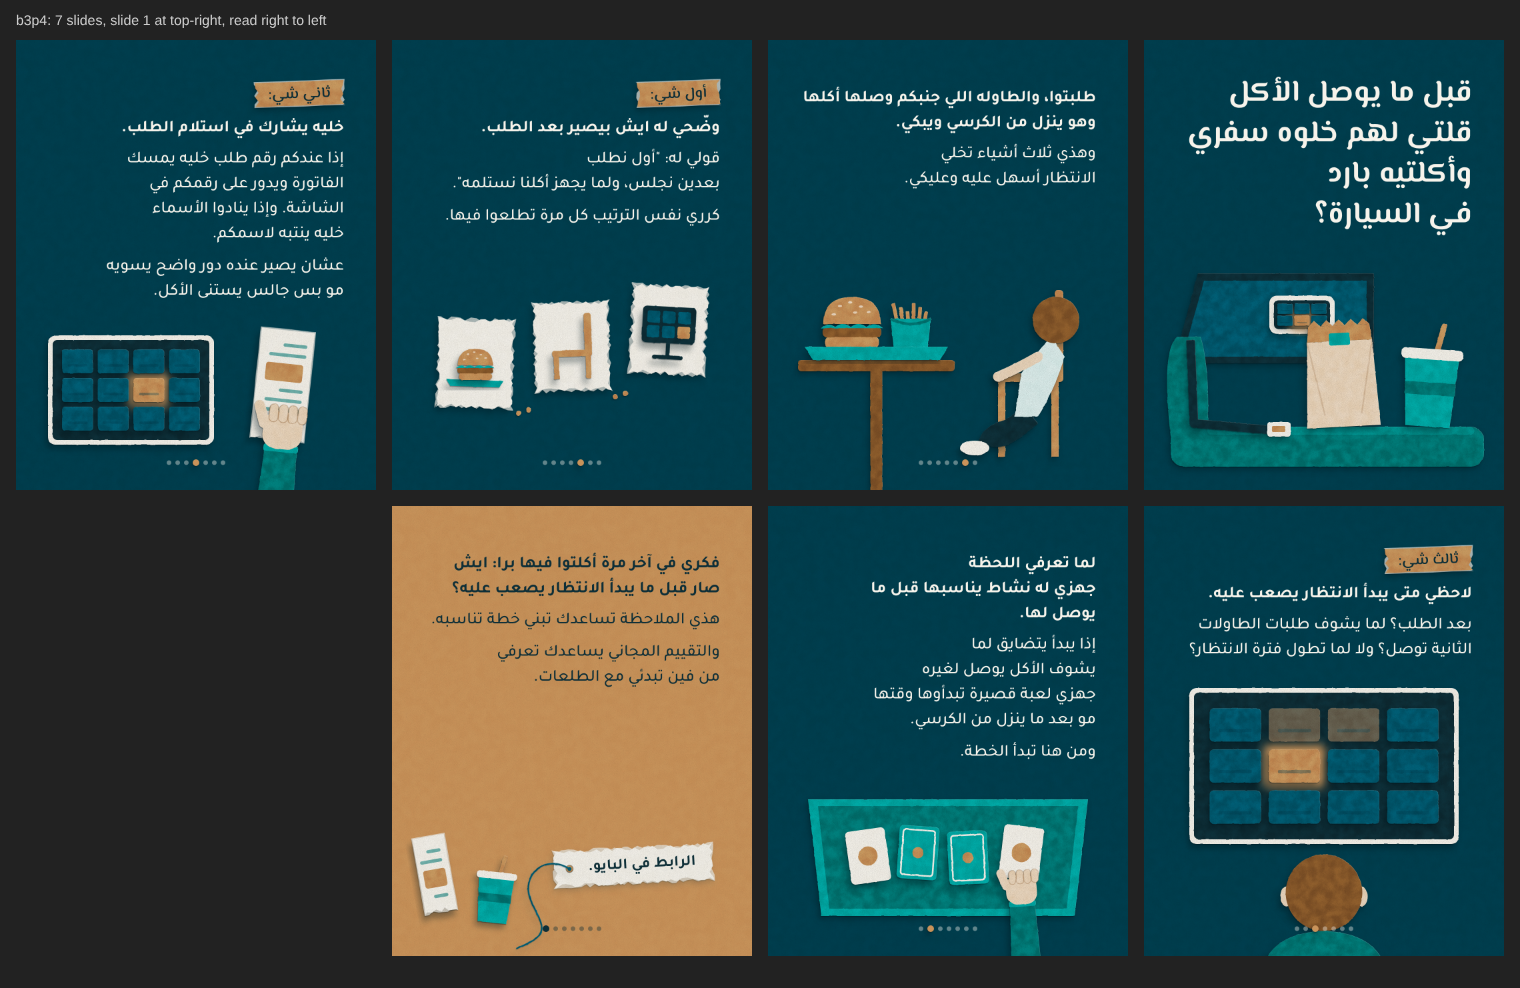 b3p4: 7 slides, slide 1 at top-right, read right to left
قبل ما يوصل الأكل
قلتي لهم خلوه سفري
وأكلتيه بارد
في السيارة؟
طلبتوا، والطاوله اللي جنبكم وصلها أكلها
وهو ينزل من الكرسي ويبكي.
وهذي ثلاث أشياء تخلي
الانتظار أسهل عليه وعليكي.
أول شي:
وضّحي له ايش بيصير بعد الطلب.
قولي له: "أول نطلب
بعدين نجلس، ولما يجهز أكلنا نستلمه".
كرري نفس الترتيب كل مرة تطلعوا فيها.
ثاني شي:
خليه يشارك في استلام الطلب.
إذا عندكم رقم طلب خليه يمسك
الفاتورة ويدور على رقمكم في
الشاشة. وإذا ينادوا الأسماء
خليه ينتبه لاسمكم.
عشان يصير عنده دور واضح يسويه
مو بس جالس يستنى الأكل.
ثالث شي:
لاحظي متى يبدأ الانتظار يصعب عليه.
بعد الطلب؟ لما يشوف طلبات الطاولات
الثانية توصل؟ ولا لما تطول فترة الانتظار؟
لما تعرفي اللحظة
جهزي له نشاط يناسبها قبل ما
يوصل لها.
إذا يبدأ يتضايق لما
يشوف الأكل يوصل لغيره
جهزي لعبة قصيرة تبدأوها وقتها
مو بعد ما ينزل من الكرسي.
ومن هنا تبدأ الخطة.
فكري في آخر مرة أكلتوا فيها برا: ايش
صار قبل ما يبدأ الانتظار يصعب عليه؟
هذي الملاحظة تساعدك تبني خطة تناسبه.
والتقييم المجاني يساعدك تعرفي
من فين تبدئي مع الطلعات.
الرابط في البايو.